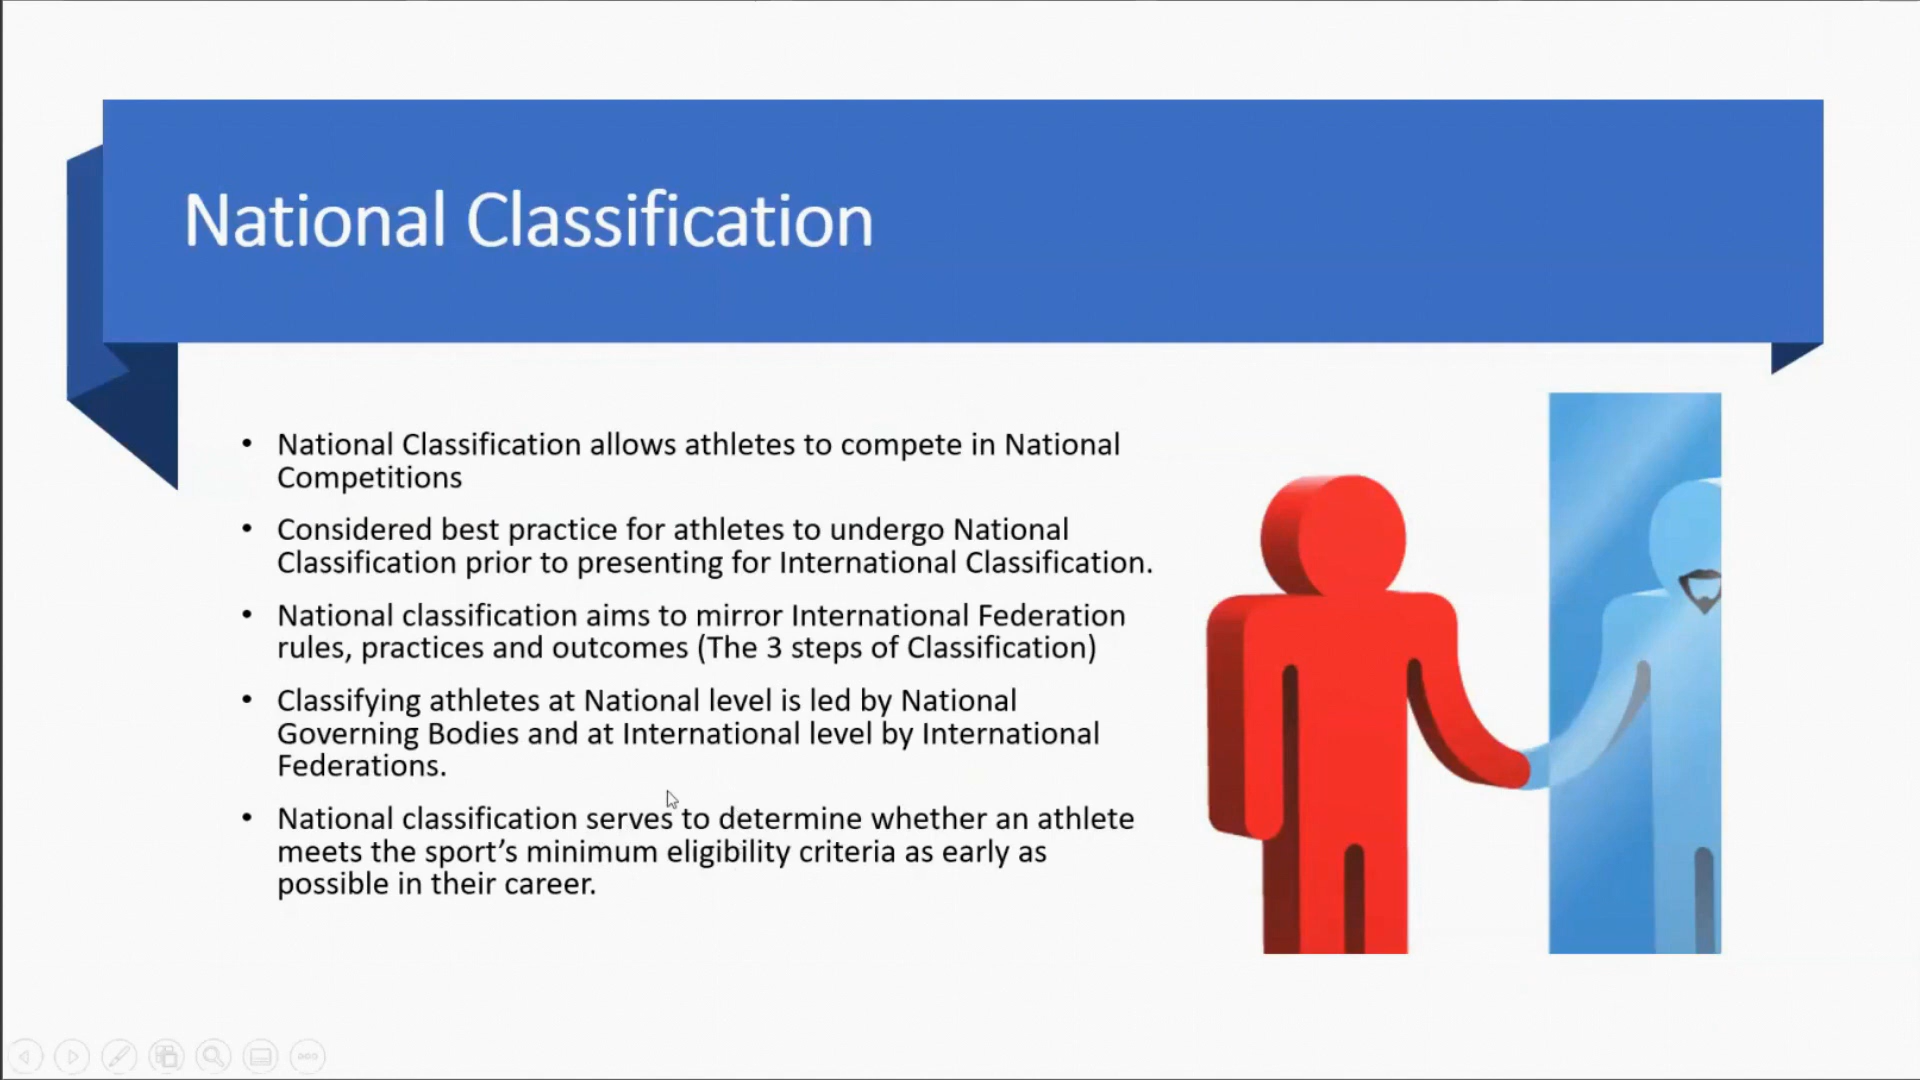 National Classification
• National Classification allows athletes to compete in National
Competitions
• Considered best practice for athletes to undergo National
Classification prior to presenting for International Classification.
• National classification aims to mirror International Federation
rules, practices and outcomes (The 3 steps of Classification)
• Classifying athletes at National level is led by National
Governing Bodies and at International level by International
Federations.
• National classification serves to determine whether an athlete
meets the sport’s minimum eligibility criteria as early as
possible in their career.